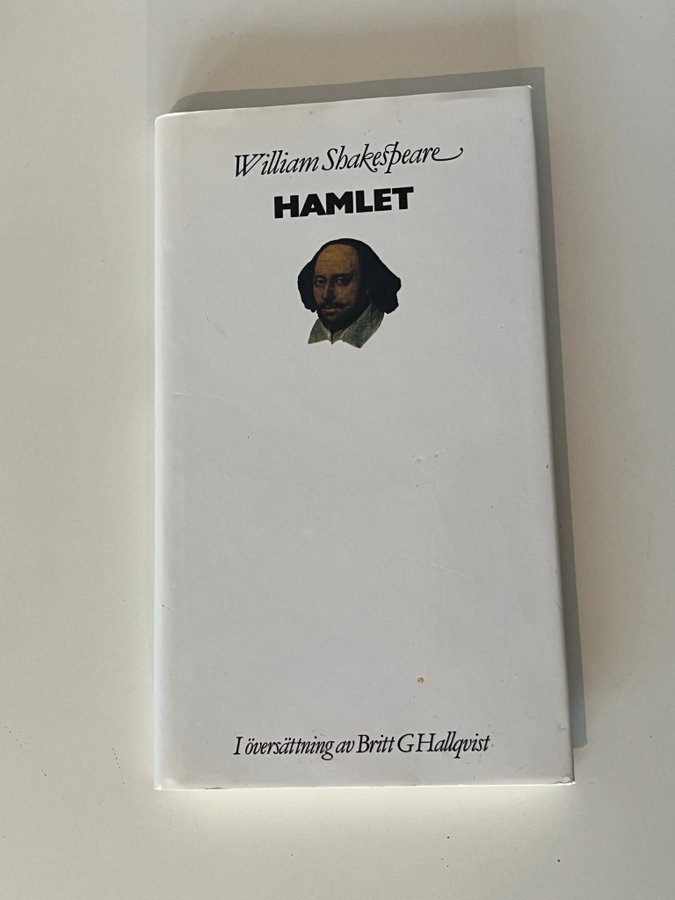 William Shakespeare
HAMLET
I översättning av Britt G Hallqvist